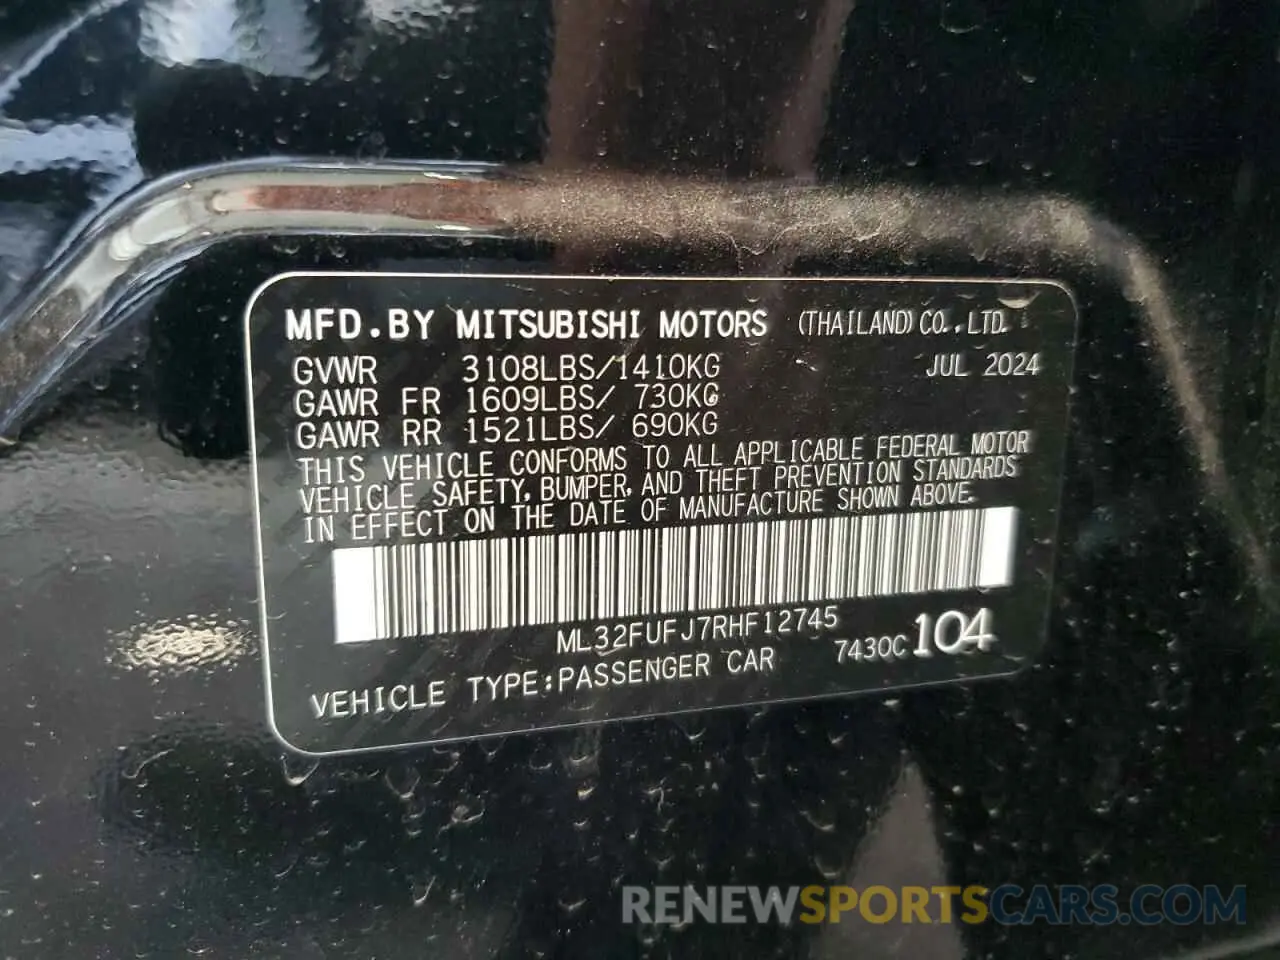 MFD.BY MITSUBISHI MOTORS (THAILAND) CO.,LTD.
GVWR 3108LBS/1410KG JUL 2024
GAWR FR 1609LBS/ 730KG
GAWR RR 1521LBS/ 690KG
THIS VEHICLE CONFORMS TO ALL APPLICABLE FEDERAL MOTOR
VEHICLE SAFETY, BUMPER, AND THEFT PREVENTION STANDARDS
IN EFFECT ON THE DATE OF MANUFACTURE SHOWN ABOVE.
ML32FUFJ7RHF12745
VEHICLE TYPE:PASSENGER CAR 7430C 104
RENEWSPORTSCARS.COM